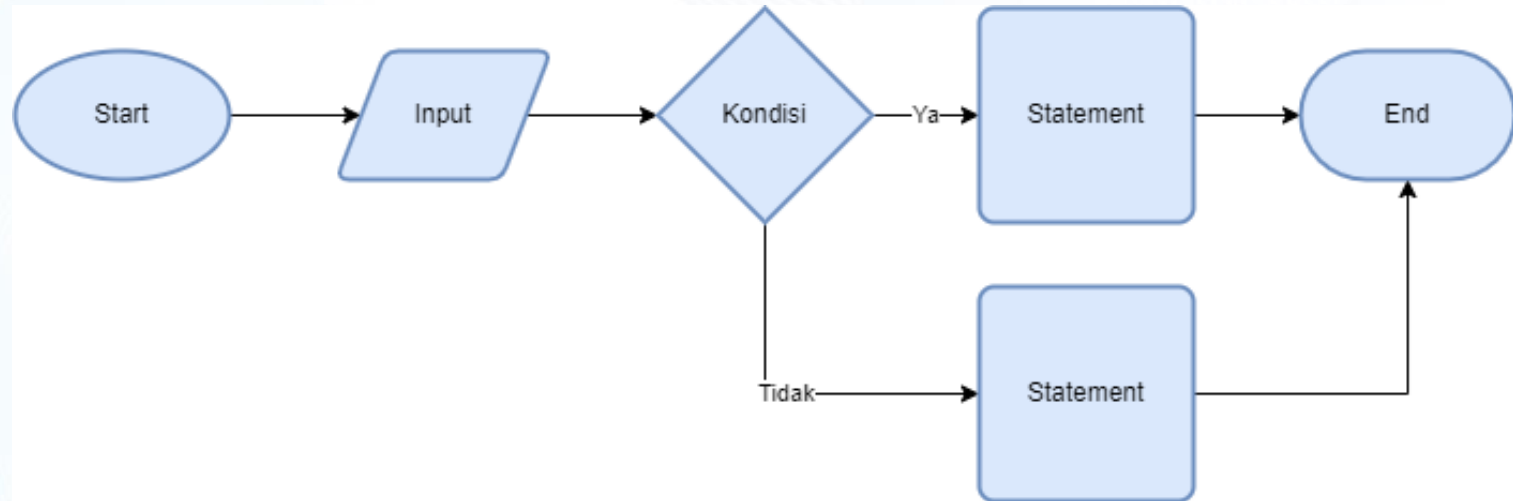 Start
Input
Kondisi
Ya
Statement
End
Tidak
Statement